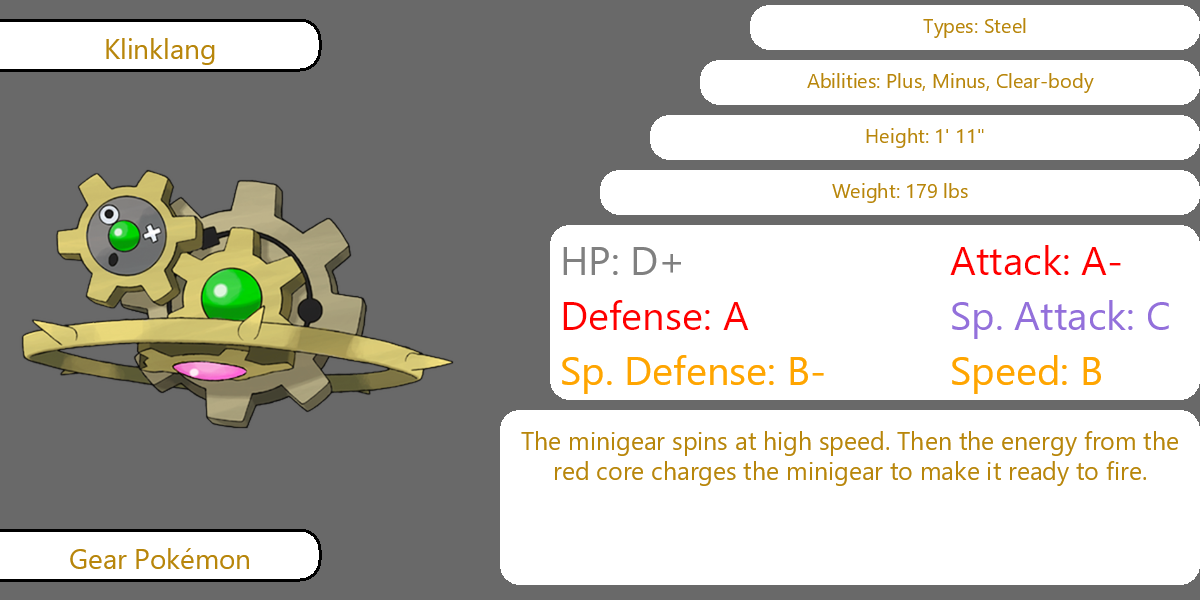 Klinklang
Types: Steel
Abilities: Plus, Minus, Clear-body
Height: 1' 11"
Weight: 179 lbs
HP: D+
Attack: A-
Defense: A
Sp. Attack: C
Sp. Defense: B-
Speed: B
The minigear spins at high speed. Then the energy from the
red core charges the minigear to make it ready to fire.
Gear Pokémon